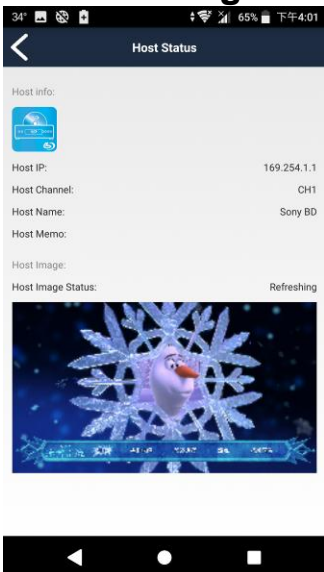 34° 65% 下午4:01
Host Status
Host info:
Host IP: 169.254.1.1
Host Channel: CH1
Host Name: Sony BD
Host Memo:
Host Image:
Host Image Status: Refreshing